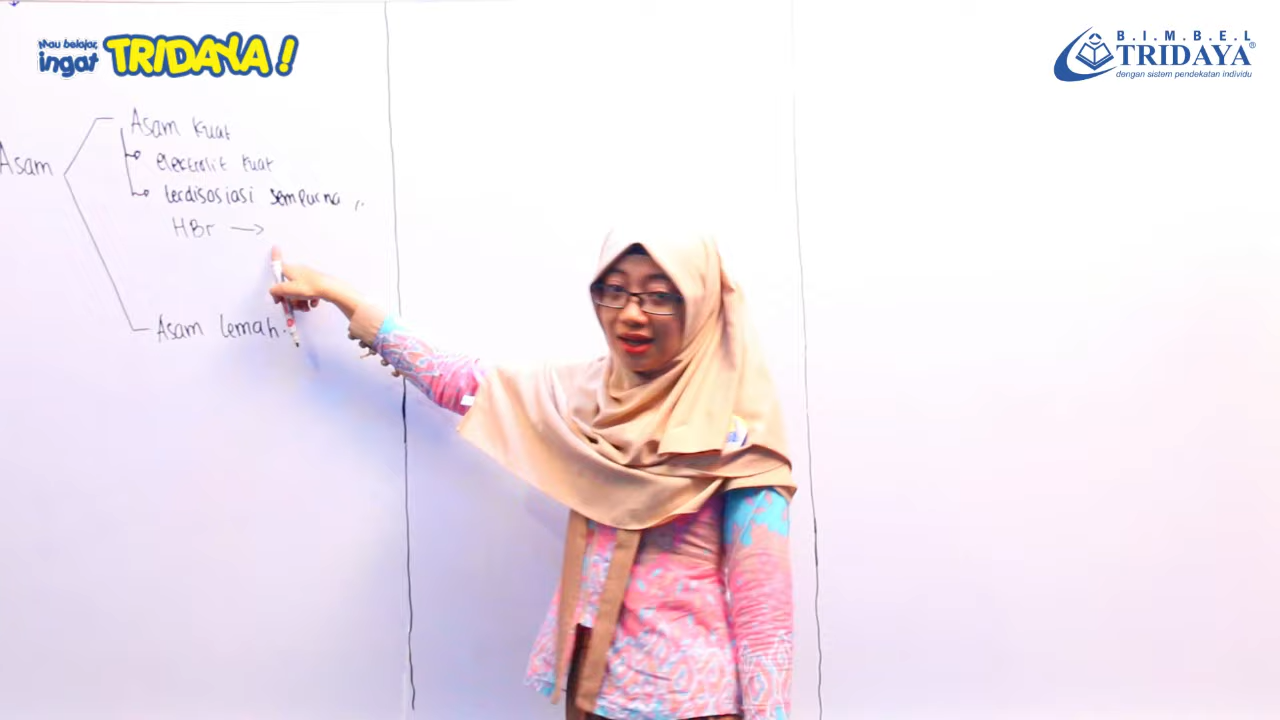 Mau belajar,
ingat TRIDAYA!
B.I.M.B.E.L
TRIDAYA®
dengan sistem pendekatan individu
Asam
Asam kuat
elektrolit kuat
terdisosiasi sempurna
HBr →
Asam lemah